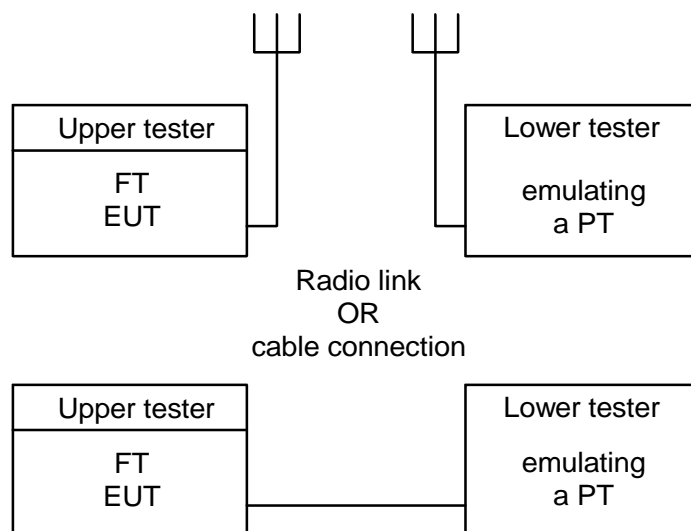 Upper tester
FT
EUT
Lower tester
emulating
a PT
Radio link
OR
cable connection
Upper tester
FT
EUT
Lower tester
emulating
a PT